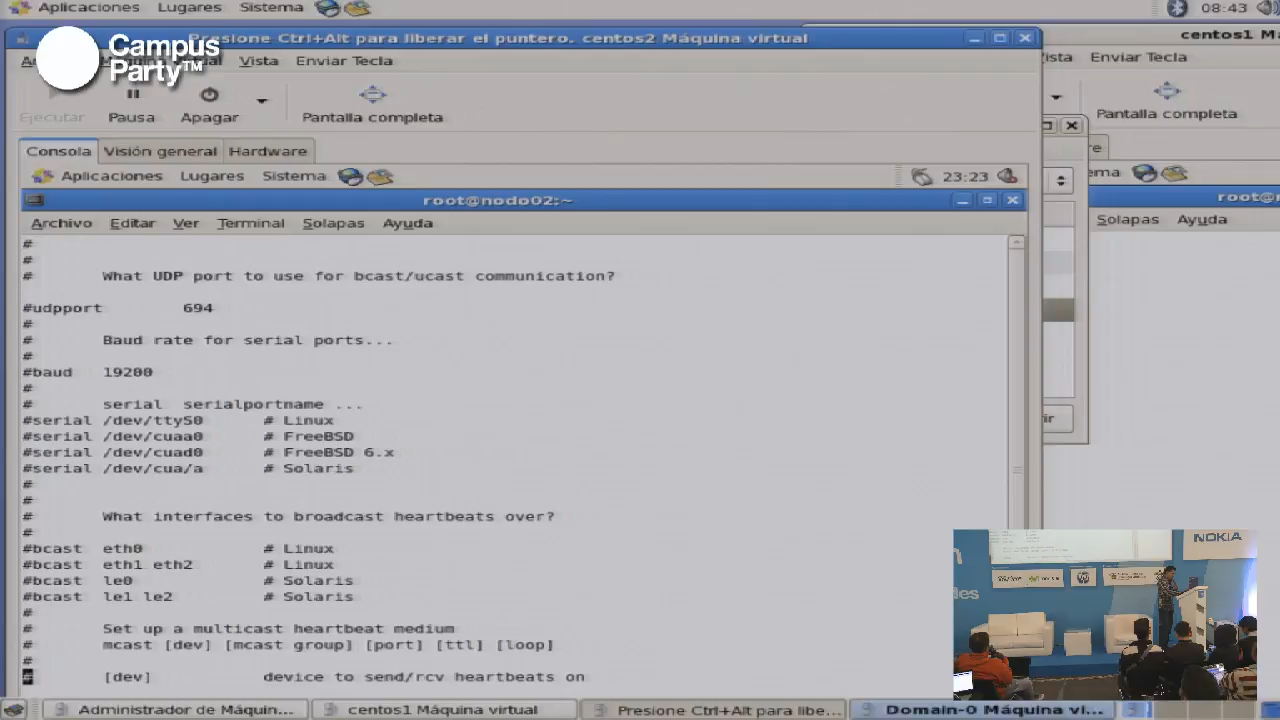 Aplicaciones Lugares Sistema 08:43
Campus
Party™
Presione Ctrl+Alt para liberar el puntero. centos2 Máquina virtual
centos1 Má
Vista Enviar Tecla
ista Enviar Tecla
Ejecutar Pausa Apagar Pantalla completa
Pantalla completa
Consola Visión general Hardware
re
Aplicaciones Lugares Sistema 23:23
ema
root@nodo02:~
root@n
Archivo Editar Ver Terminal Solapas Ayuda
Solapas Ayuda
#
#
# What UDP port to use for bcast/ucast communication?
#udpport 694
#
# Baud rate for serial ports...
#
#baud 19200
#
# serial serialportname ...
#serial /dev/ttyS0 # Linux
#serial /dev/cuaa0 # FreeBSD
#serial /dev/cuad0 # FreeBSD 6.x
#serial /dev/cua/a # Solaris
#
#
# What interfaces to broadcast heartbeats over?
#
#bcast eth0 # Linux
#bcast eth1 eth2 # Linux
#bcast le0 # Solaris
#bcast le1 le2 # Solaris
#
# Set up a multicast heartbeat medium
# mcast [dev] [mcast group] [port] [ttl] [loop]
#
# [dev] device to send/rcv heartbeats on
ir
NOKIA
Administrador de Máquin... centos1 Máquina virtual Presione Ctrl+Alt para libe... Domain-0 Máquina vi...